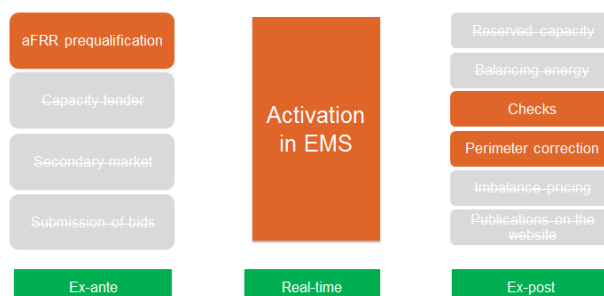 aFRR prequalification
Capacity tender
Secondary market
Submission of bids
Ex-ante
Activation
in EMS
Real-time
Reserved capacity
Balancing energy
Checks
Perimeter correction
Imbalance pricing
Publications on the
website
Ex-post